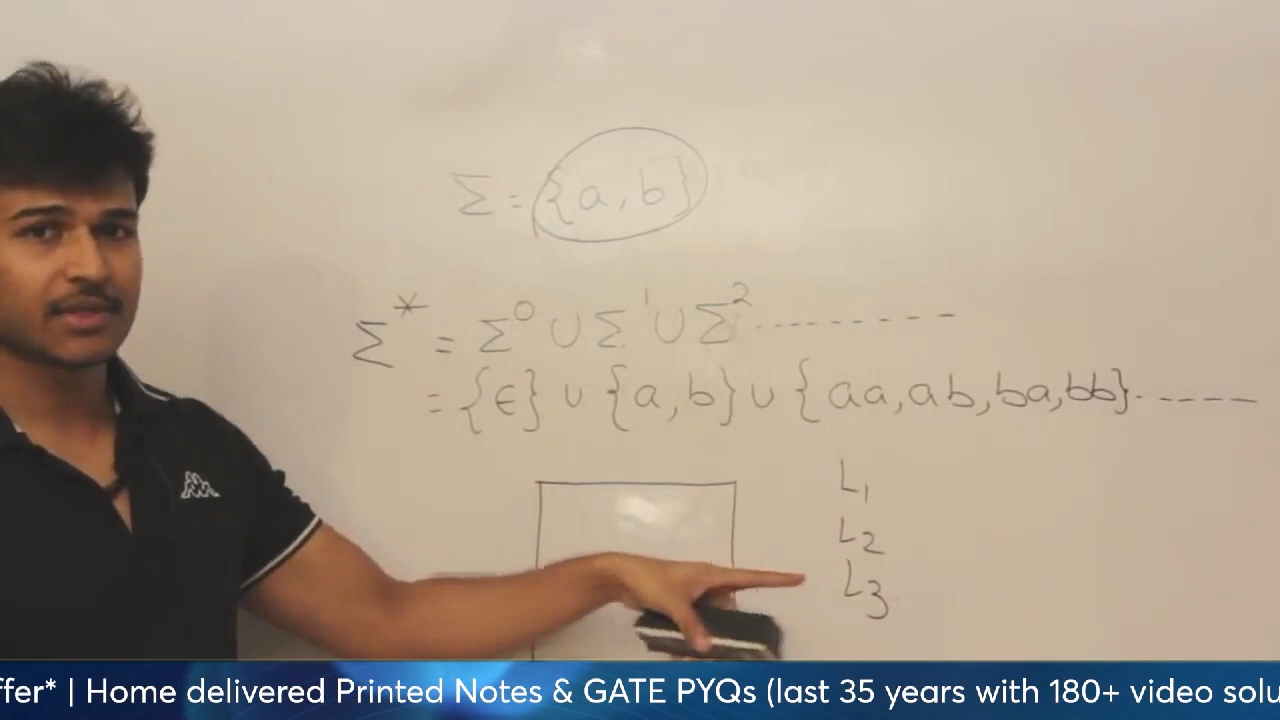 Σ = {a, b}
Σ* = Σ⁰ ∪ Σ¹ ∪ Σ² ----------
= {ϵ} ∪ {a, b} ∪ {aa, ab, ba, bb} -----
L₁
L₂
L₃
ffer* | Home delivered Printed Notes & GATE PYQs (last 35 years with 180+ video solu